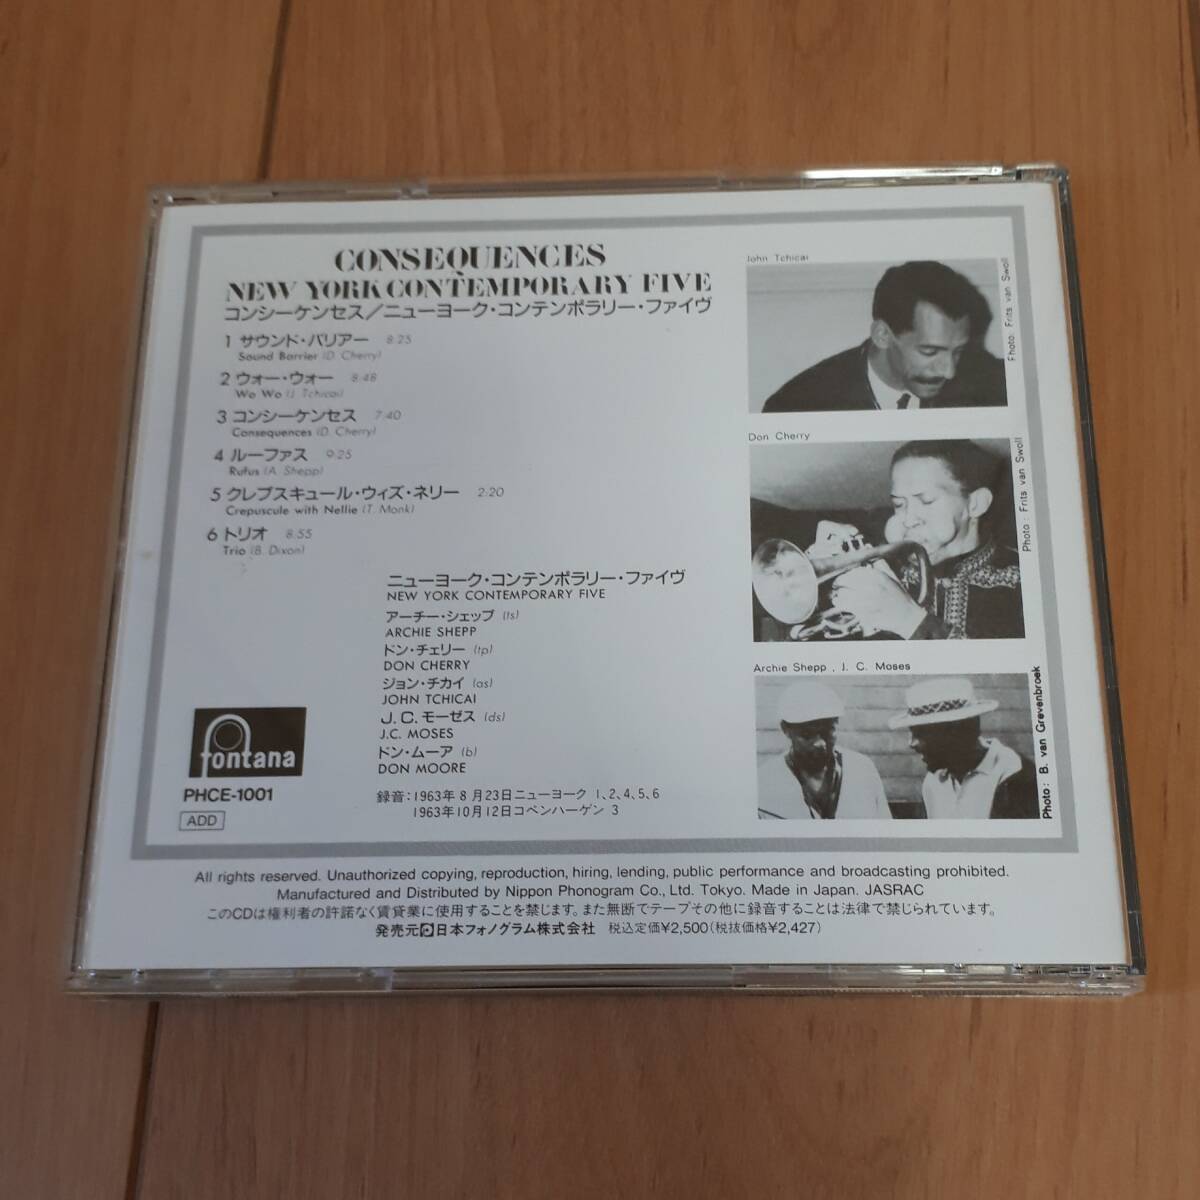 CONSEQUENCES
NEW YORK CONTEMPORARY FIVE
コンシーケンセス/ニューヨーク・コンテンポラリー・ファイヴ
1 サウンド・バリアー 8:25
Sound Barrier (D. Cherry)
2 ウォー・ウォー 8:48
Wo Wo (J. Tchicai)
3 コンシーケンセス 7:40
Consequences (D. Cherry)
4 ルーファス 9:25
Rufus (A. Shepp)
5 クレプスキュール・ウィズ・ネリー 2:20
Crepuscule with Nellie (T. Monk)
6 トリオ 8:55
Trio (B. Dixon)
ニューヨーク・コンテンポラリー・ファイヴ
NEW YORK CONTEMPORARY FIVE
アーチー・シェップ (ts)
ARCHIE SHEPP
ドン・チェリー (tp)
DON CHERRY
ジョン・チカイ (as)
JOHN TCHICAI
J.C.モーゼス (ds)
J.C. MOSES
ドン・ムーア (b)
DON MOORE
録音:1963年8月23日ニューヨーク 1、2、4、5、6
1963年10月12日コペンハーゲン 3
fontana
PHCE-1001
ADD
John Tchicai
Photo: Frits van Swoll
Don Cherry
Photo: Frits van Swoll
Archie Shepp , J. C. Moses
Photo: B. van Grevenbroek
All rights reserved. Unauthorized copying, reproduction, hiring, lending, public performance and broadcasting prohibited.
Manufactured and Distributed by Nippon Phonogram Co., Ltd. Tokyo. Made in Japan. JASRAC
このCDは権利者の許諾なく賃貸業に使用することを禁じます。また無断でテープその他に録音することは法律で禁じられています。
発売元 日本フォノグラム株式会社 税込定価¥2,500(税抜価格¥2,427)